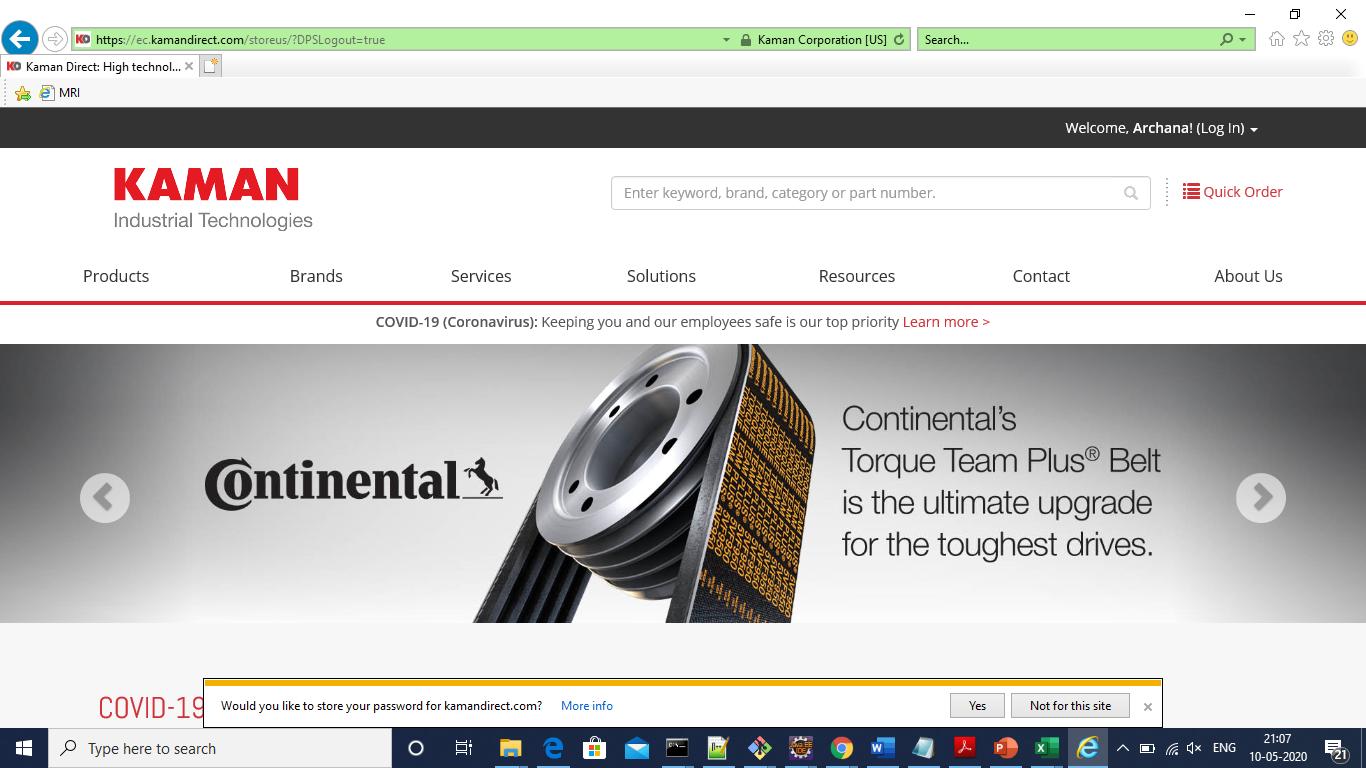 https://ec.kamandirect.com/storeus/?DPSLogout=true
Kaman Corporation [US]
Search...
KD Kaman Direct: High technol...
MRI
Welcome, Archana! (Log In)
KAMAN
Industrial Technologies
Enter keyword, brand, category or part number.
Quick Order
Products Brands Services Solutions Resources Contact About Us
COVID-19 (Coronavirus): Keeping you and our employees safe is our top priority Learn more >
Continental
Continental's
Torque Team Plus® Belt
is the ultimate upgrade
for the toughest drives.
COVID-19
Would you like to store your password for kamandirect.com? More info Yes Not for this site
Type here to search
ENG
21:07
10-05-2020
21